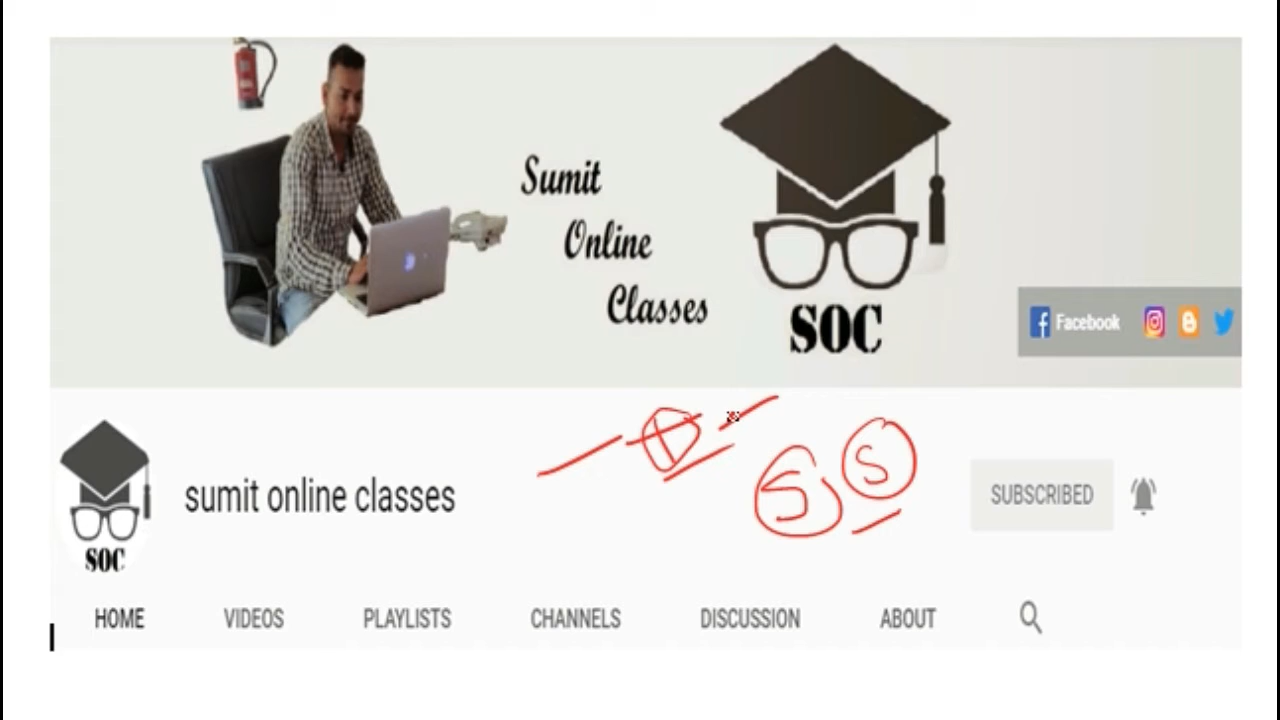 Sumit
Online
Classes
SOC
Facebook
sumit online classes
SOC
S S
SUBSCRIBED
HOME VIDEOS PLAYLISTS CHANNELS DISCUSSION ABOUT